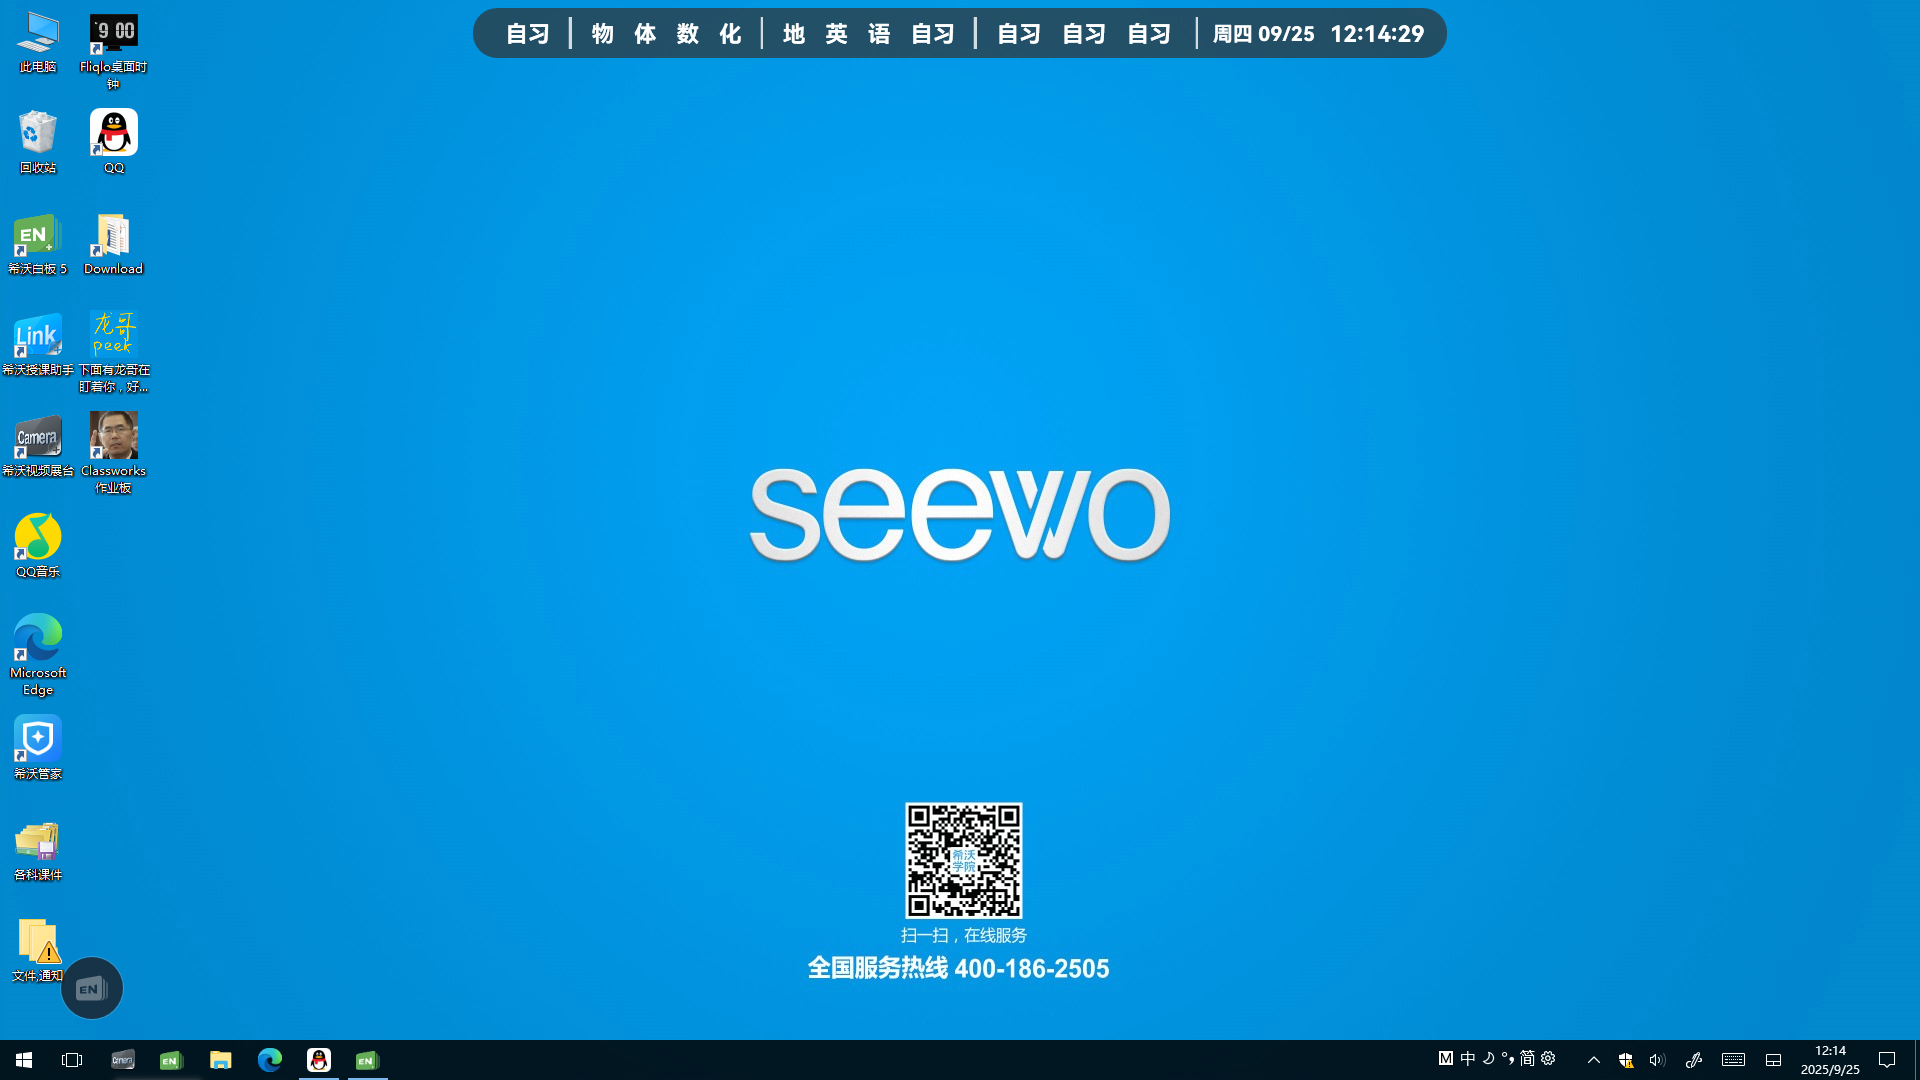 自习 | 物 体 数 化 | 地 英 语 自习 | 自习 自习 自习 | 周四 09/25 12:14:29
此电脑
9 00
Fliqlo桌面时
钟
回收站
QQ
EN
希沃白板 5
Download
Link
希沃授课助手
龙哥
peek
下面有龙哥在
盯着你，好...
Camera
希沃视频展台
Classworks
作业板
QQ音乐
Microsoft
Edge
希沃管家
各科课件
文件,通知
EN
seewo
希沃
学院
扫一扫，在线服务
全国服务热线 400-186-2505
Camera
EN
EN
M 中 简
12:14
2025/9/25